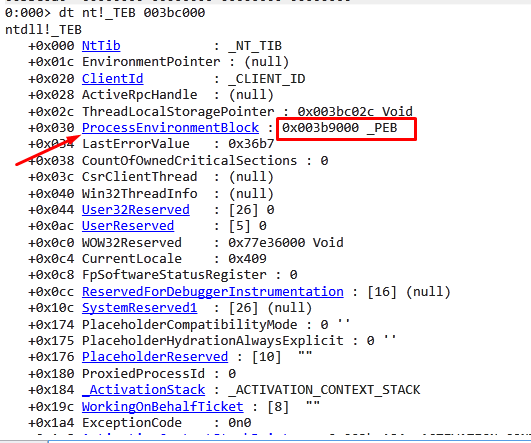 0:000> dt nt!_TEB 003bc000
ntdll!_TEB
+0x000 NtTib : _NT_TIB
+0x01c EnvironmentPointer : (null)
+0x020 ClientId : _CLIENT_ID
+0x028 ActiveRpcHandle : (null)
+0x02c ThreadLocalStoragePointer : 0x003bc02c Void
+0x030 ProcessEnvironmentBlock : 0x003b9000 _PEB
+0x034 LastErrorValue : 0x36b7
+0x038 CountOfOwnedCriticalSections : 0
+0x03c CsrClientThread : (null)
+0x040 Win32ThreadInfo : (null)
+0x044 User32Reserved : [26] 0
+0x0ac UserReserved : [5] 0
+0x0c0 WOW32Reserved : 0x77e36000 Void
+0x0c4 CurrentLocale : 0x409
+0x0c8 FpSoftwareStatusRegister : 0
+0x0cc ReservedForDebuggerInstrumentation : [16] (null)
+0x10c SystemReserved1 : [26] (null)
+0x174 PlaceholderCompatibilityMode : 0 ''
+0x175 PlaceholderHydrationAlwaysExplicit : 0 ''
+0x176 PlaceholderReserved : [10] ""
+0x180 ProxiedProcessId : 0
+0x184 _ActivationStack : _ACTIVATION_CONTEXT_STACK
+0x19c WorkingOnBehalfTicket : [8] ""
+0x1a4 ExceptionCode : 0n0